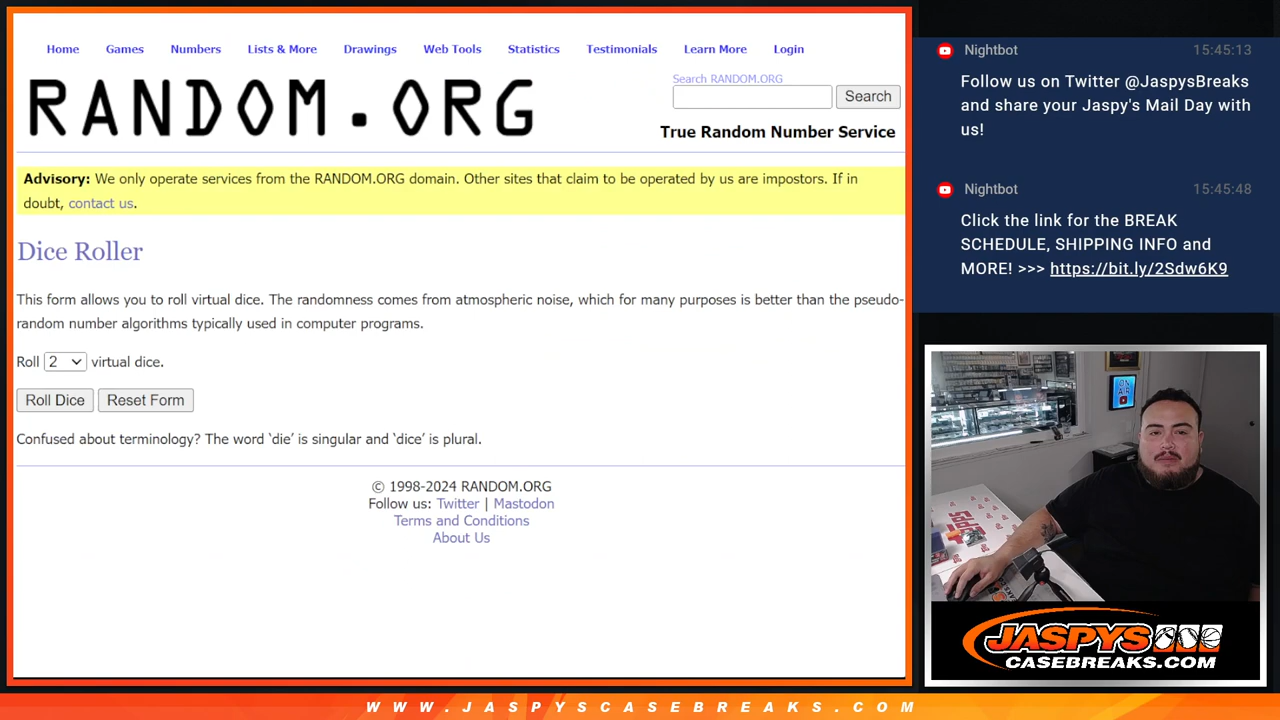 Home Games Numbers Lists & More Drawings Web Tools Statistics Testimonials Learn More Login
RANDOM.ORG
Search RANDOM.ORG
Search
True Random Number Service
Advisory: We only operate services from the RANDOM.ORG domain. Other sites that claim to be operated by us are impostors. If in
doubt, contact us.
Dice Roller
This form allows you to roll virtual dice. The randomness comes from atmospheric noise, which for many purposes is better than the pseudo-
random number algorithms typically used in computer programs.
Roll 2 virtual dice.
Roll Dice Reset Form
Confused about terminology? The word ‘die’ is singular and ‘dice’ is plural.
© 1998-2024 RANDOM.ORG
Follow us: Twitter | Mastodon
Terms and Conditions
About Us
Nightbot 15:45:13
Follow us on Twitter @JaspysBreaks
and share your Jaspy's Mail Day with
us!
Nightbot 15:45:48
Click the link for the BREAK
SCHEDULE, SHIPPING INFO and
MORE! >>> https://bit.ly/2Sdw6K9
ON
AIR
JASPYS
CASEBREAKS.COM
WWW.JASPYSCASEBREAKS.COM